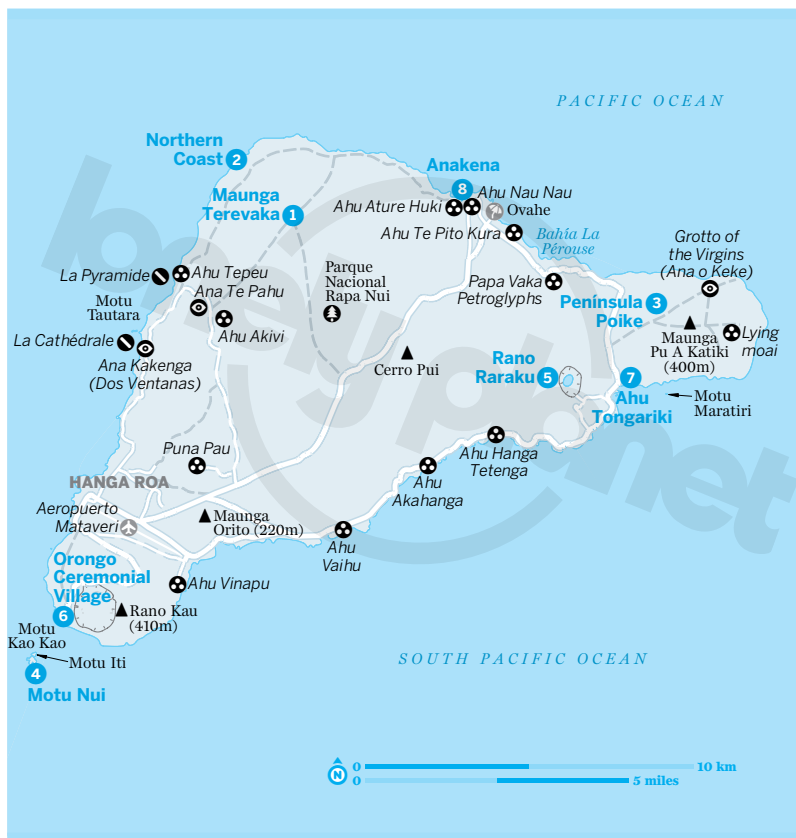 PACIFIC OCEAN
Northern
Coast
2
Anakena
8
Maunga
Terevaka
1
Ahu Nau Nau
Ahu Ature Huki
Ovahe
Ahu Te Pito Kura
Bahía La
Pérouse
Grotto of
the Virgins
(Ana o Keke)
La Pyramide
Ahu Tepeu
Ana Te Pahu
Motu
Tautara
Parque
Nacional
Rapa Nui
Papa Vaka
Petroglyphs
Península
Poike
3
Ahu Akivi
La Cathédrale
Ana Kakenga
(Dos Ventanas)
Cerro Pui
Maunga
Pu A Katiki
(400m)
Lying
moai
Rano
Raraku
5
7
Ahu
Tongariki
Motu
Maratiri
Puna Pau
Ahu Hanga
Tetenga
Ahu
Akahanga
HANGA ROA
Aeropuerto
Mataveri
Maunga
Orito (220m)
Ahu
Vaihu
Orongo
Ceremonial
Village
6
Ahu Vinapu
Rano Kau
(410m)
Motu
Kao Kao
Motu Iti
4
Motu Nui
SOUTH PACIFIC OCEAN
N
0 10 km
0 5 miles
lonely planet